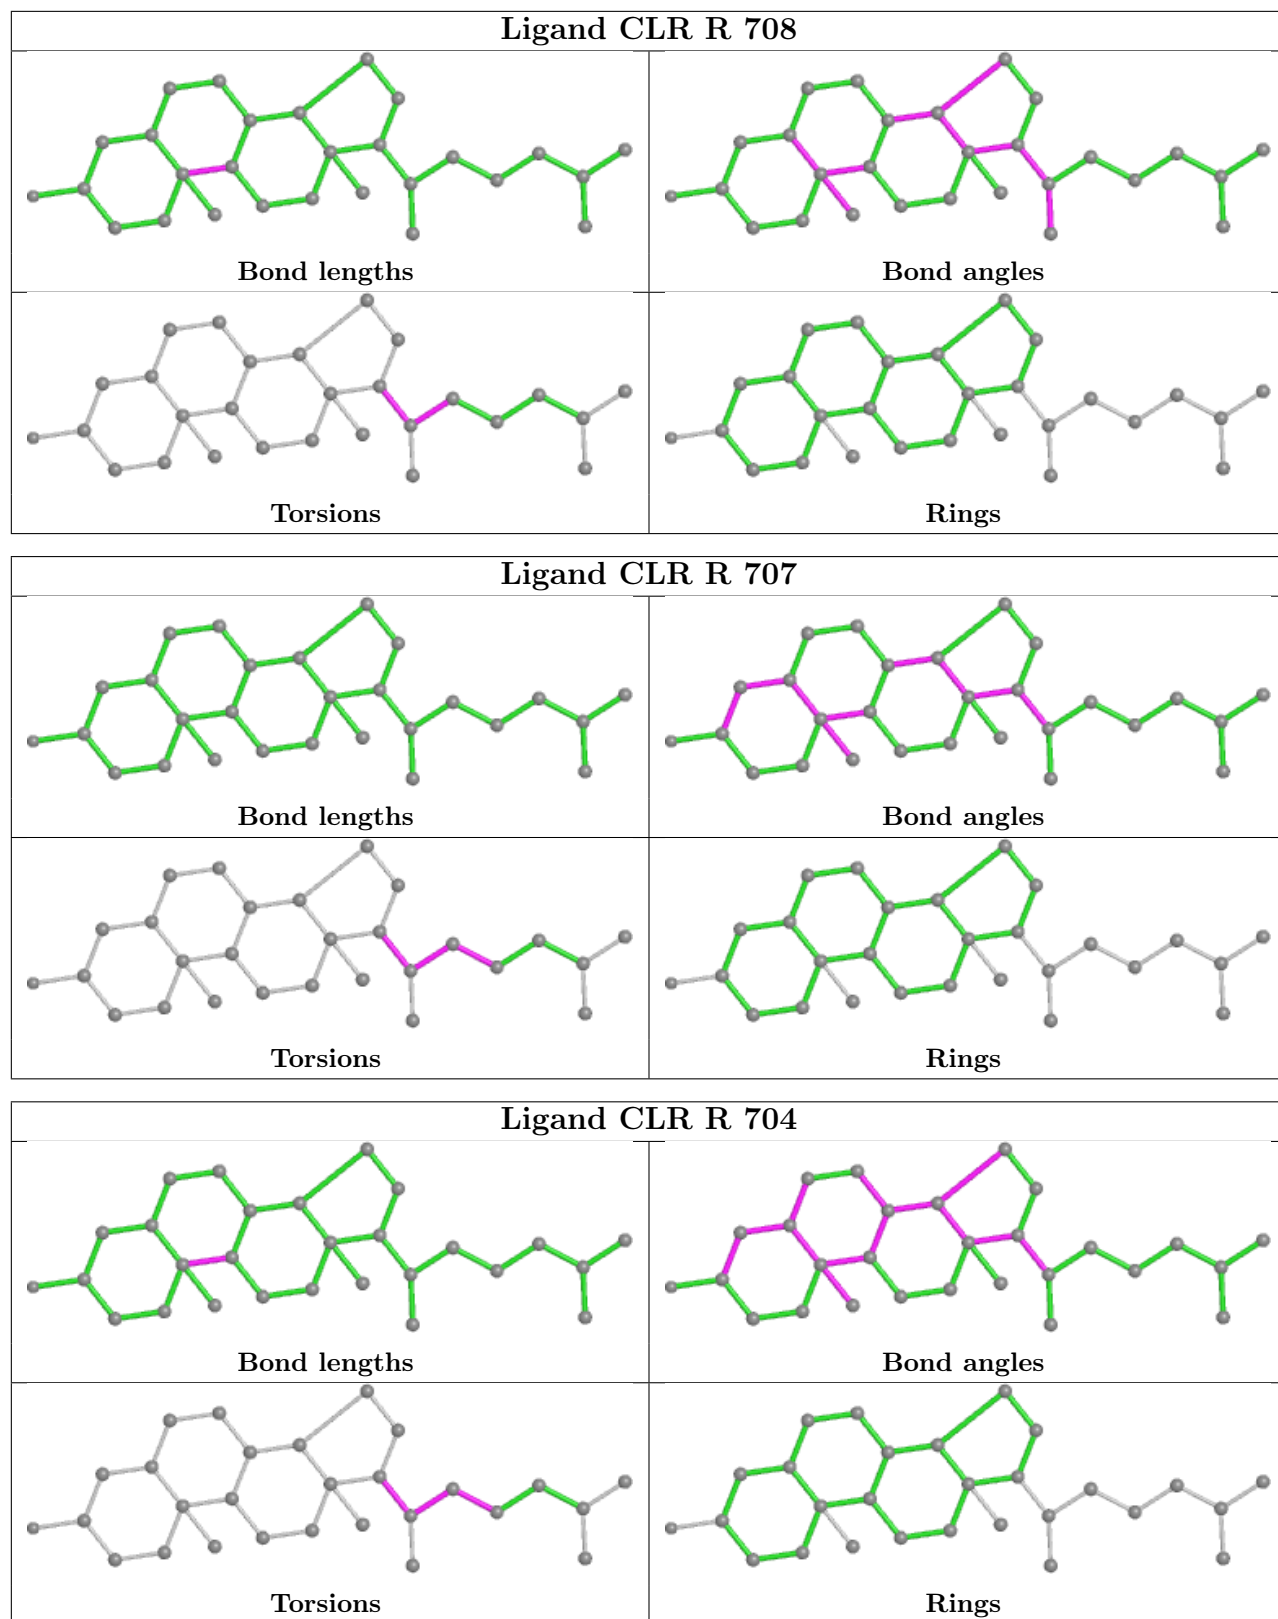 Ligand CLR R 708
Bond lengths
Bond angles
Torsions
Rings
Ligand CLR R 707
Bond lengths
Bond angles
Torsions
Rings
Ligand CLR R 704
Bond lengths
Bond angles
Torsions
Rings